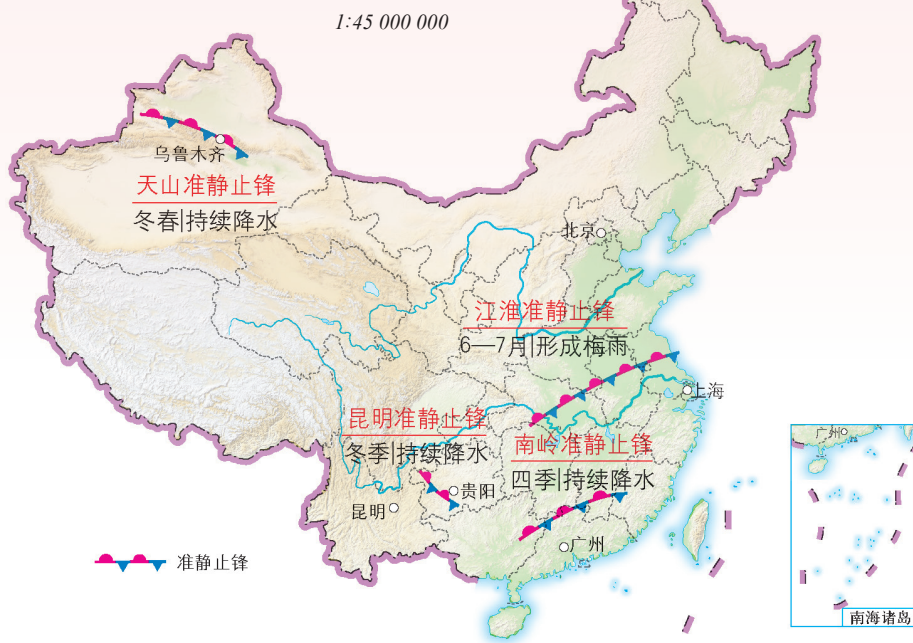 1:45 000 000
乌鲁木齐
天山准静止锋
冬春|持续降水
北京
江淮准静止锋
6—7月|形成梅雨
上海
昆明准静止锋
冬季|持续降水
南岭准静止锋
四季|持续降水
贵阳
昆明
广州
准静止锋
广州
南海诸岛